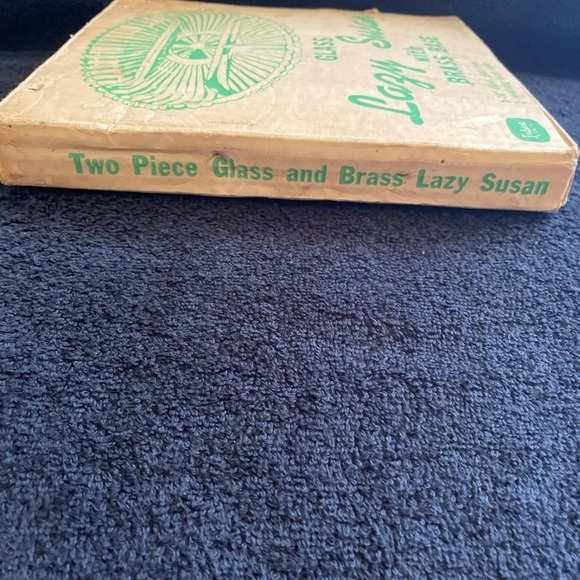 GLASS
Lazy Susan
with
BRASS BASE
Two Piece Glass and Brass Lazy Susan